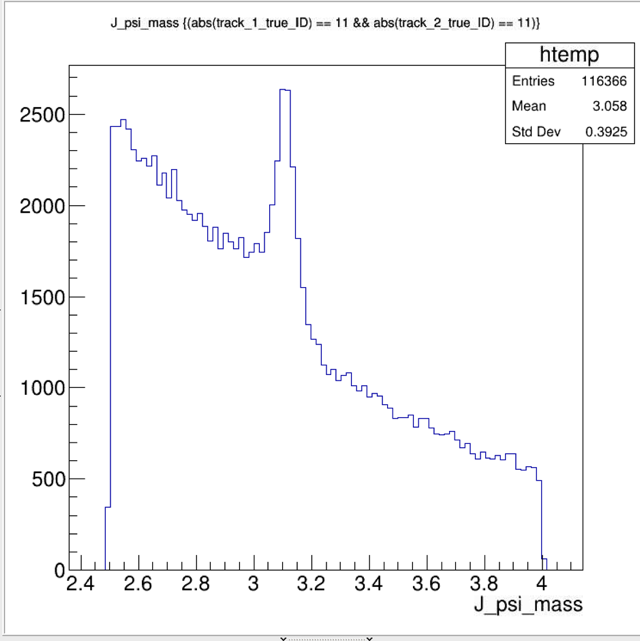 J_psi_mass {(abs(track_1_true_ID) == 11 && abs(track_2_true_ID) == 11)}
htemp
Entries 116366
Mean 3.058
Std Dev 0.3925
2500
2000
1500
1000
500
0
2.4 2.6 2.8 3 3.2 3.4 3.6 3.8 4
J_psi_mass